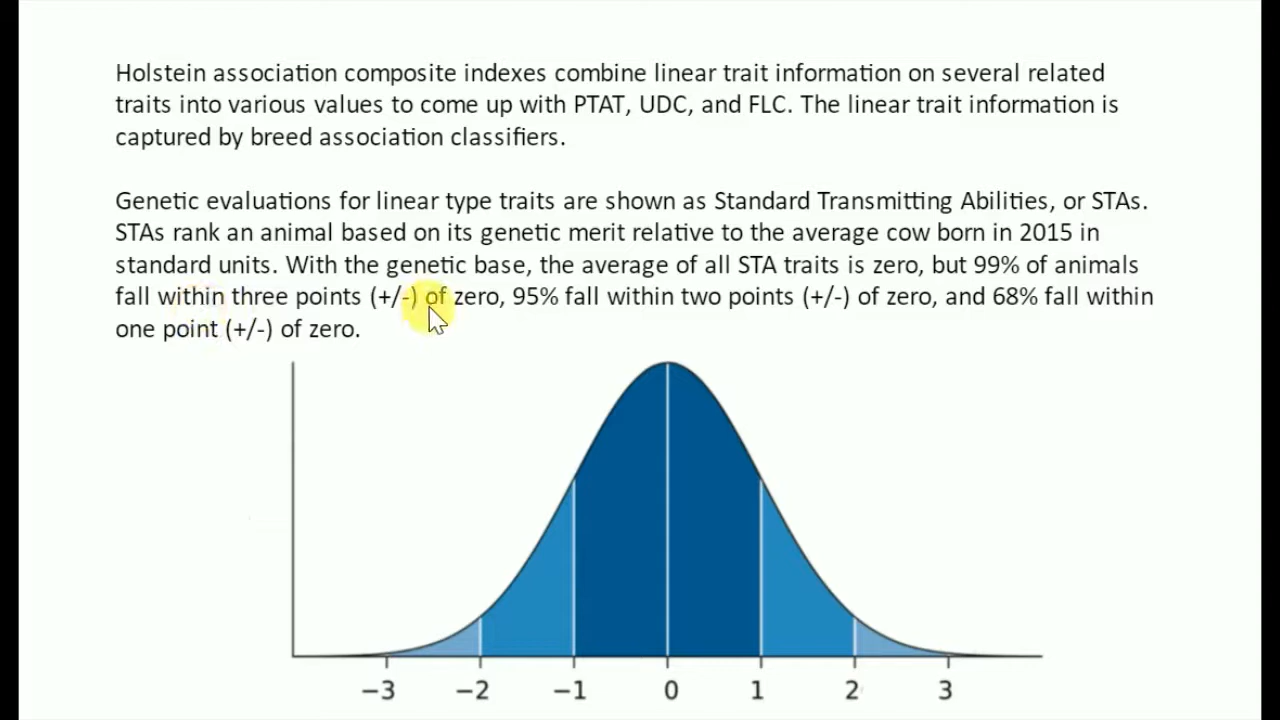 Holstein association composite indexes combine linear trait information on several related
traits into various values to come up with PTAT, UDC, and FLC. The linear trait information is
captured by breed association classifiers.
Genetic evaluations for linear type traits are shown as Standard Transmitting Abilities, or STAs.
STAs rank an animal based on its genetic merit relative to the average cow born in 2015 in
standard units. With the genetic base, the average of all STA traits is zero, but 99% of animals
fall within three points (+/-) of zero, 95% fall within two points (+/-) of zero, and 68% fall within
one point (+/-) of zero.
−3 −2 −1 0 1 2 3